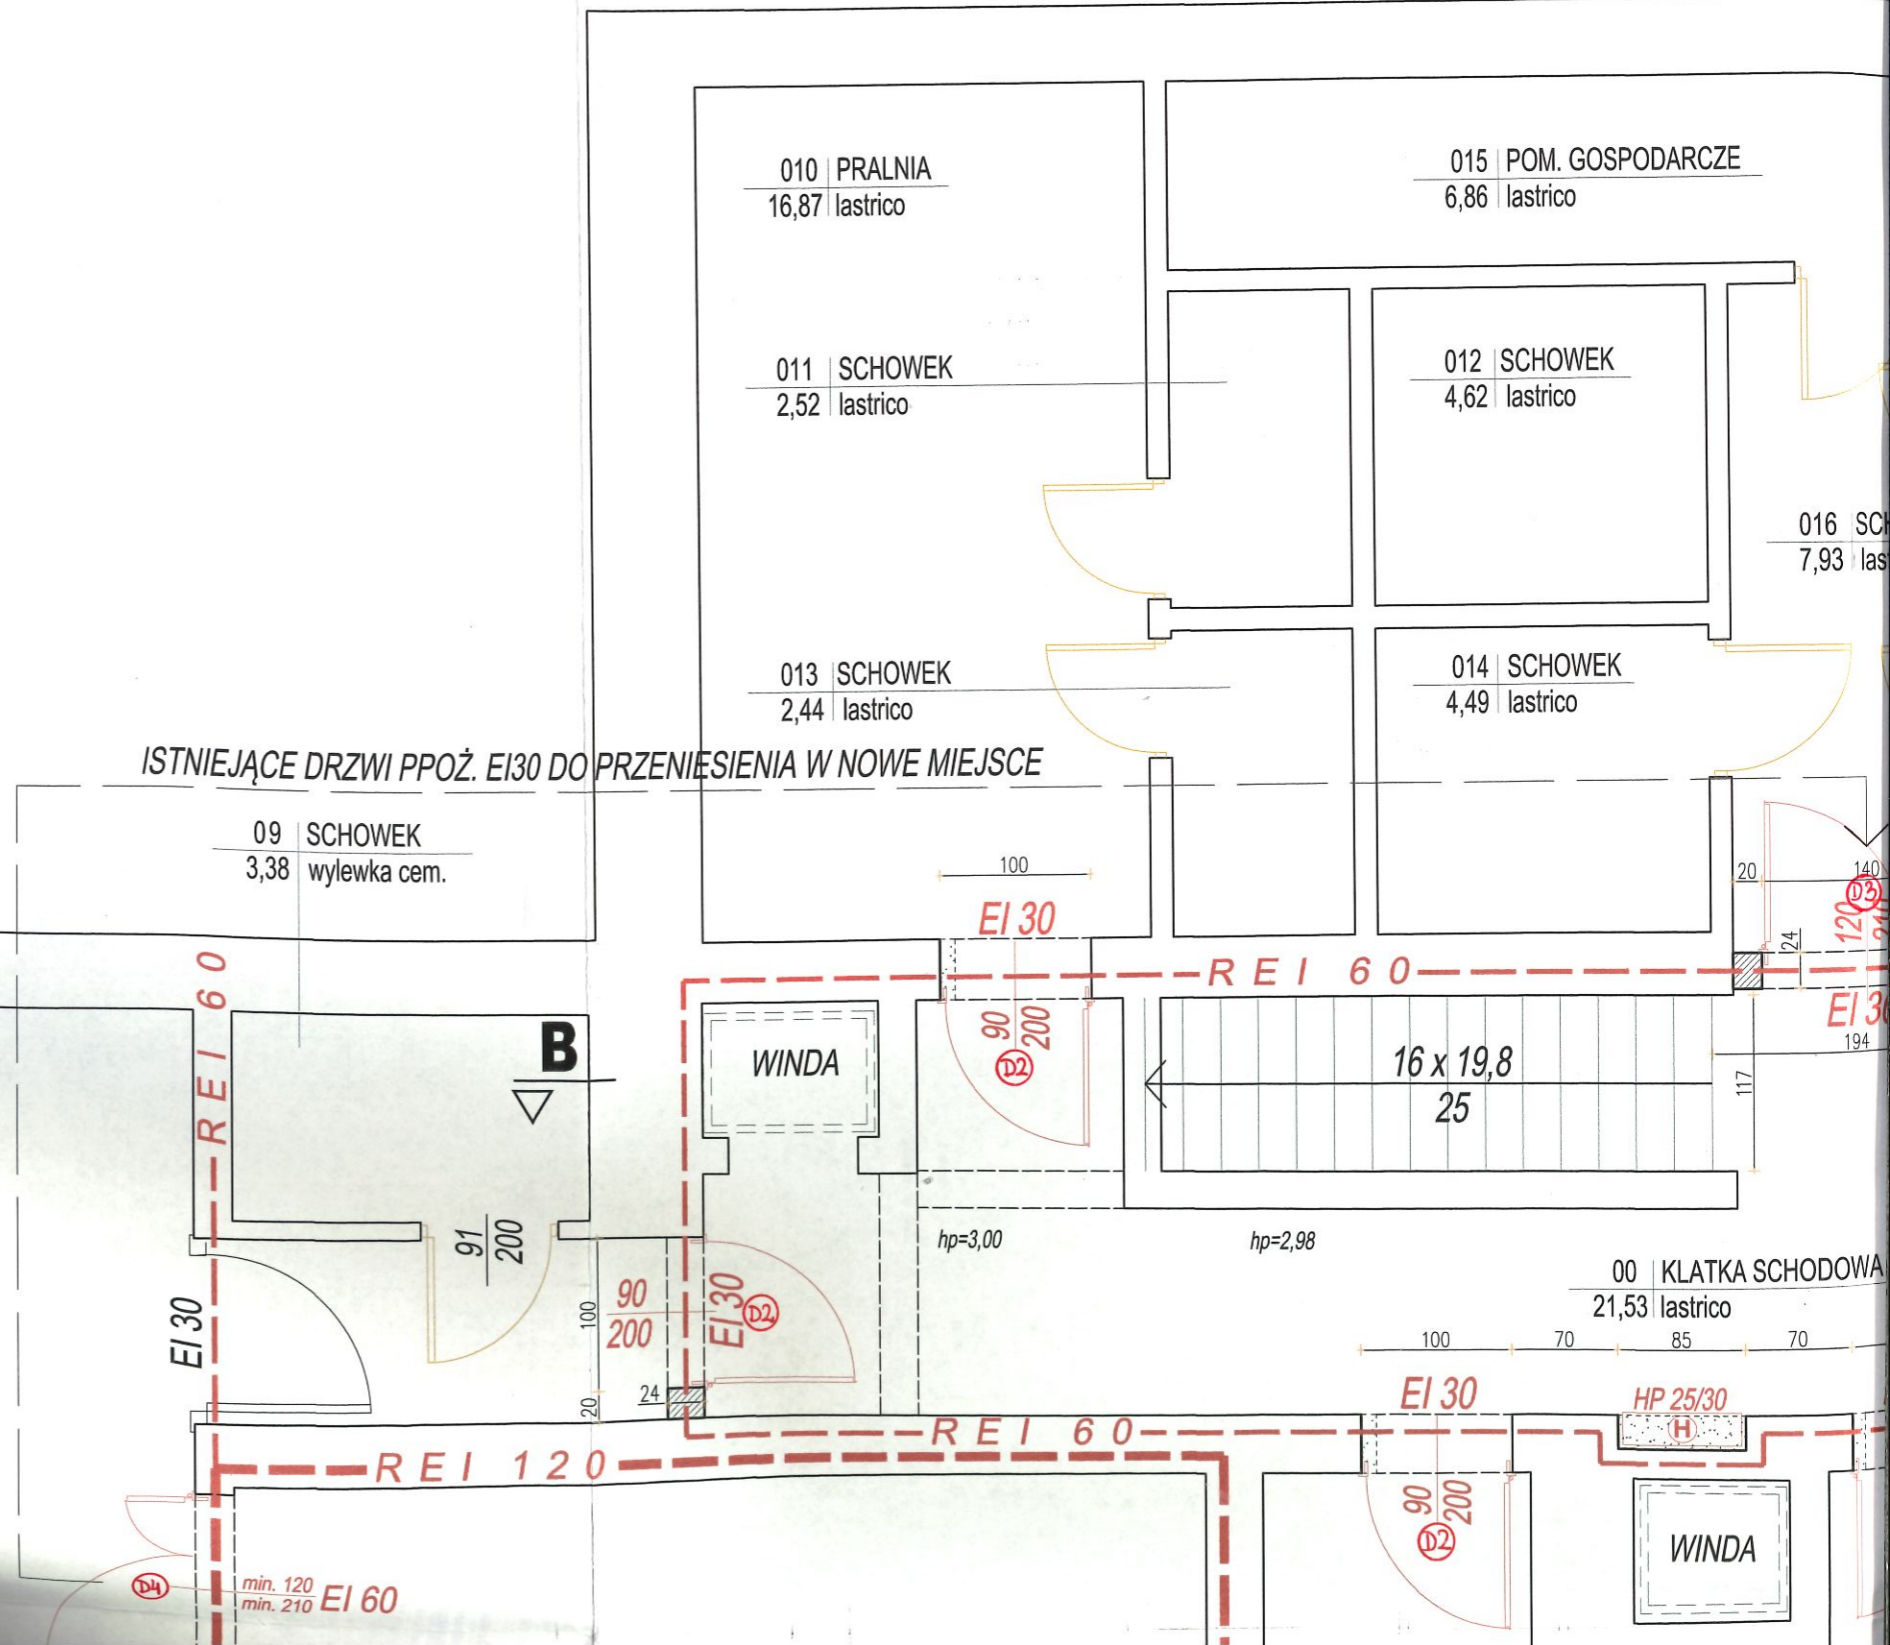 010 PRALNIA
16,87 lastrico
015 POM. GOSPODARCZE
6,86 lastrico
011 SCHOWEK
2,52 lastrico
012 SCHOWEK
4,62 lastrico
016
7,93
013 SCHOWEK
2,44 lastrico
014 SCHOWEK
4,49 lastrico
ISTNIEJĄCE DRZWI PPOŻ. EI30 DO PRZENIESIENIA W NOWE MIEJSCE
09 SCHOWEK
3,38 wylewka cem.
100
20
140
D3
120
24
EI 30
REI 60
REI 60
EI 30
194
117
90
200
D2
WINDA
B
16 x 19,8
25
91
200
hp=3,00
hp=2,98
00 KLATKA SCHODOWA
21,53 lastrico
EI 30
100
20
24
90
200
EI 30
D2
100
70
85
70
EI 30
HP 25/30
H
REI 60
REI 120
90
200
D2
WINDA
D4
min. 120
min. 210
EI 60